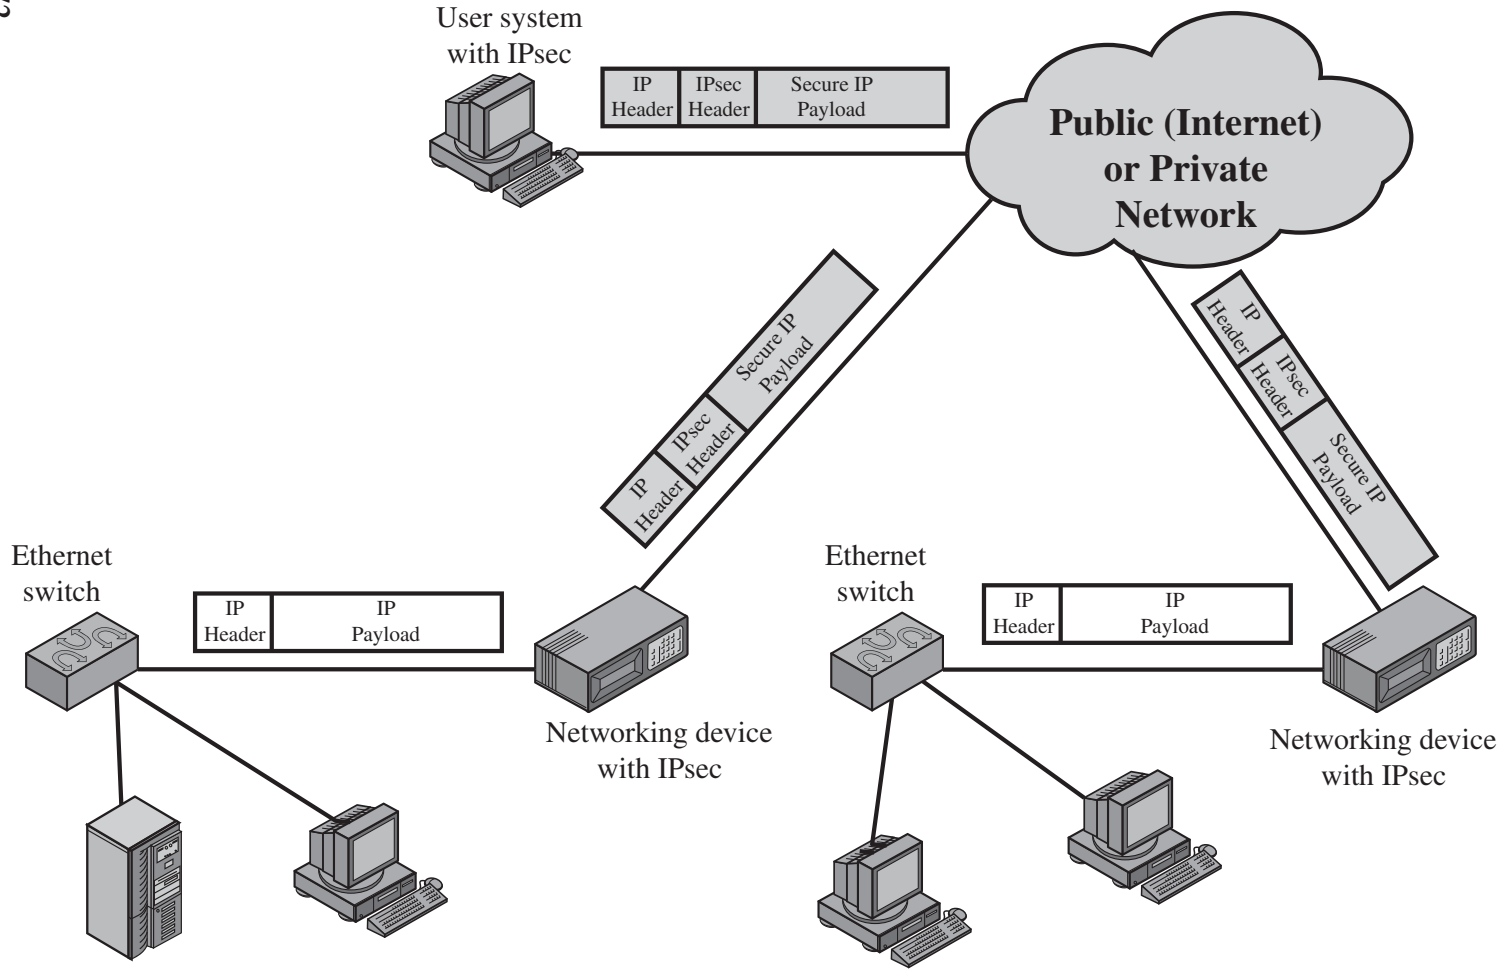 User system
with IPsec
IP
Header
IPsec
Header
Secure IP
Payload
Public (Internet)
or Private
Network
IP
Header
IPsec
Header
Secure IP
Payload
IP
Header
IPsec
Header
Secure IP
Payload
Ethernet
switch
IP
Header
IP
Payload
Networking device
with IPsec
Ethernet
switch
IP
Header
IP
Payload
Networking device
with IPsec